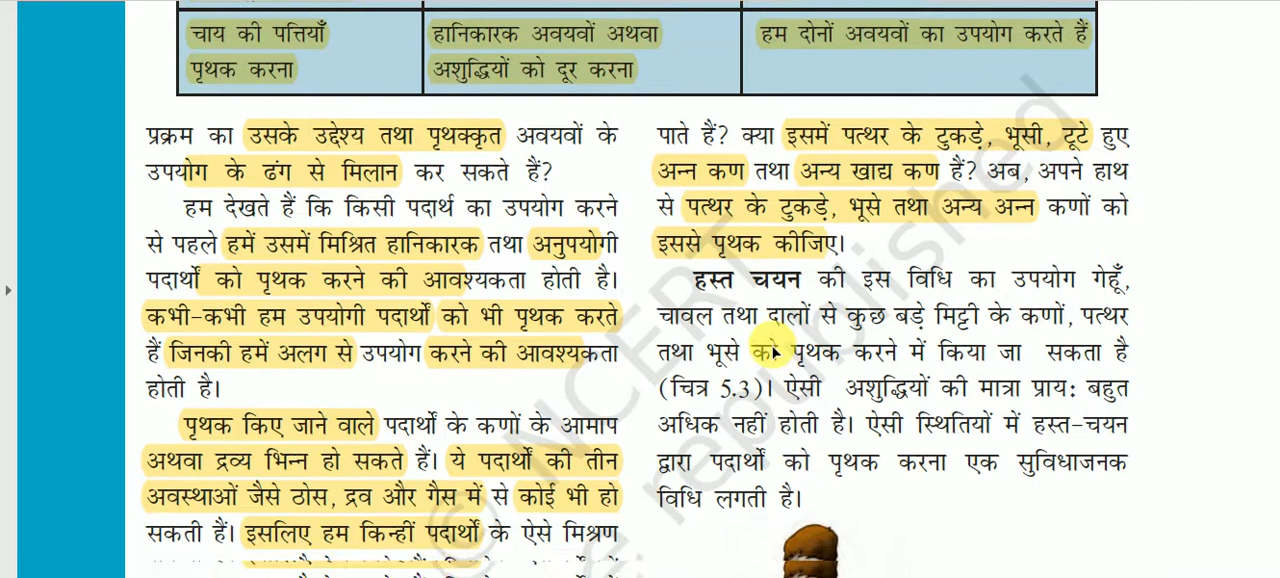 चाय की पत्तियाँ
पृथक करना
हानिकारक अवयवों अथवा
अशुद्धियों को दूर करना
हम दोनों अवयवों का उपयोग करते हैं
प्रक्रम का उसके उद्देश्य तथा पृथक्कृत अवयवों के
उपयोग के ढंग से मिलान कर सकते हैं?
हम देखते हैं कि किसी पदार्थ का उपयोग करने
से पहले हमें उसमें मिश्रित हानिकारक तथा अनुपयोगी
पदार्थों को पृथक करने की आवश्यकता होती है।
कभी-कभी हम उपयोगी पदार्थों को भी पृथक करते
हैं जिनकी हमें अलग से उपयोग करने की आवश्यकता
होती है।
पृथक किए जाने वाले पदार्थों के कणों के आमाप
अथवा द्रव्य भिन्न हो सकते हैं। ये पदार्थों की तीन
अवस्थाओं जैसे ठोस, द्रव और गैस में से कोई भी हो
सकती हैं। इसलिए हम किन्हीं पदार्थों के ऐसे मिश्रण
पाते हैं? क्या इसमें पत्थर के टुकड़े, भूसी, टूटे हुए
अन्न कण तथा अन्य खाद्य कण हैं? अब, अपने हाथ
से पत्थर के टुकड़े, भूसे तथा अन्य अन्न कणों को
इससे पृथक कीजिए।
हस्त चयन की इस विधि का उपयोग गेहूँ,
चावल तथा दालों से कुछ बड़े मिट्टी के कणों, पत्थर
तथा भूसे को पृथक करने में किया जा सकता है
(चित्र 5.3)। ऐसी अशुद्धियों की मात्रा प्राय: बहुत
अधिक नहीं होती है। ऐसी स्थितियों में हस्त-चयन
द्वारा पदार्थों को पृथक करना एक सुविधाजनक
विधि लगती है।
© NCERT
republished